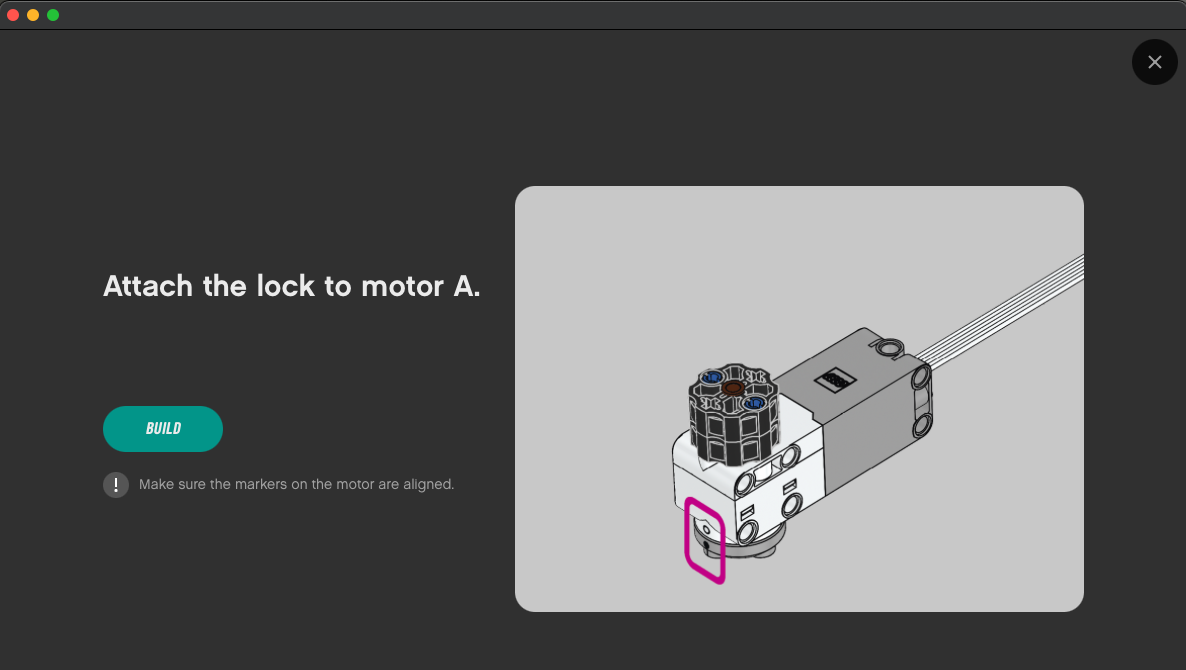 Attach the lock to motor A.
BUILD
! Make sure the markers on the motor are aligned.